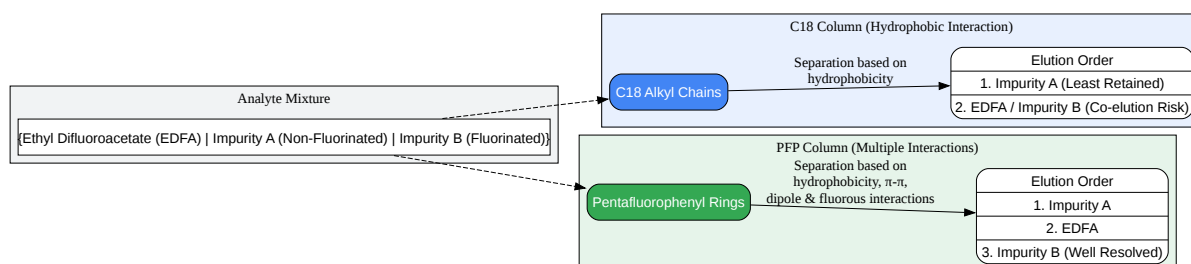 Analyte Mixture
{Ethyl Difluoroacetate (EDFA) | Impurity A (Non-Fluorinated) | Impurity B (Fluorinated)}
C18 Column (Hydrophobic Interaction)
C18 Alkyl Chains
Separation based on
hydrophobicity
Elution Order
1. Impurity A (Least Retained)
2. EDFA / Impurity B (Co-elution Risk)
PFP Column (Multiple Interactions)
Pentafluorophenyl Rings
Separation based on
hydrophobicity, π-π,
dipole & fluorous interactions
Elution Order
1. Impurity A
2. EDFA
3. Impurity B (Well Resolved)